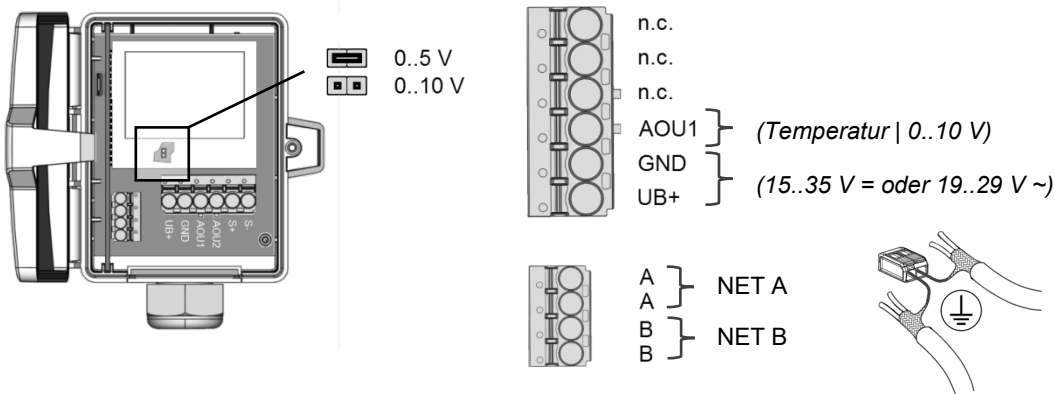 0..5 V
0..10 V
UB+
GND
AOU1
AOU2
S+
S-
n.c.
n.c.
n.c.
AOU1
(Temperatur | 0..10 V)
GND
UB+
(15..35 V = oder 19..29 V ~)
A
A
NET A
B
B
NET B